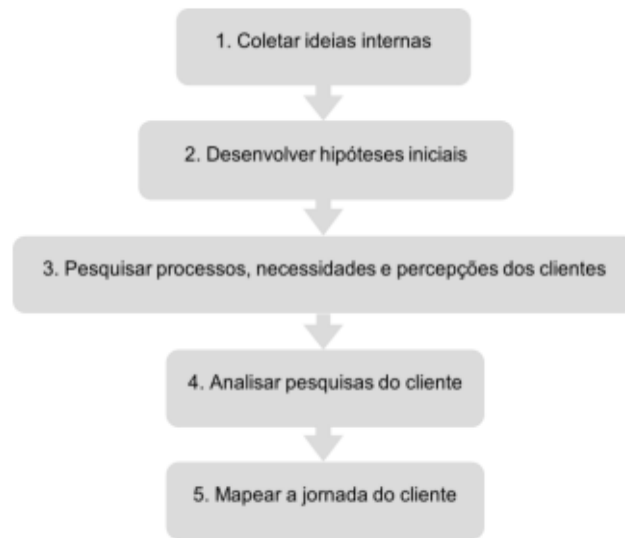 1. Coletar ideias internas
2. Desenvolver hipóteses iniciais
3. Pesquisar processos, necessidades e percepções dos clientes
4. Analisar pesquisas do cliente
5. Mapear a jornada do cliente